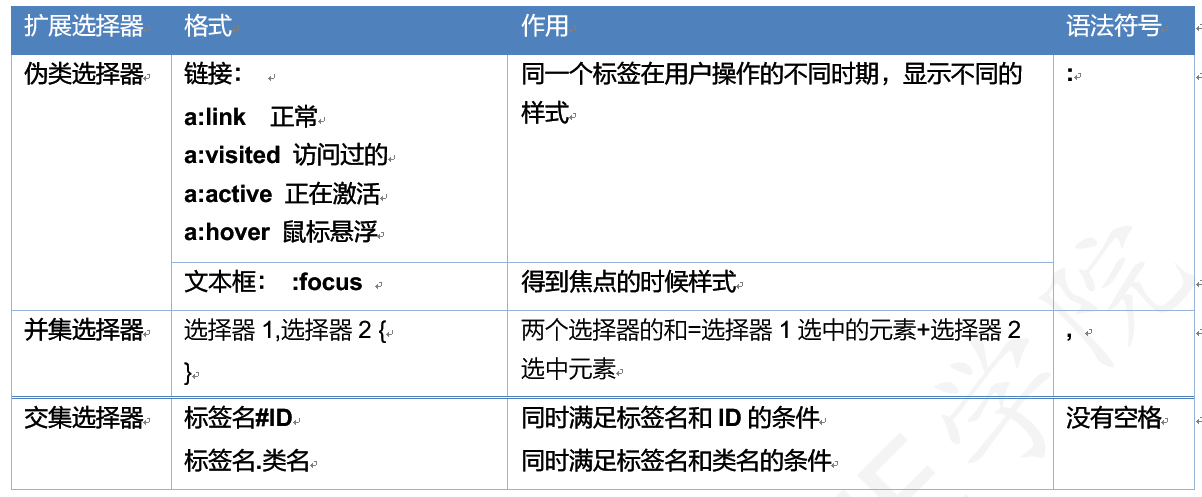 扩展选择器 格式 作用 语法符号
伪类选择器 链接： 同一个标签在用户操作的不同时期，显示不同的 :
样式
a:link 正常
a:visited 访问过的
a:active 正在激活
a:hover 鼠标悬浮
文本框： :focus 得到焦点的时候样式
并集选择器 选择器 1,选择器 2 { 两个选择器的和=选择器 1 选中的元素+选择器 2 ，
} 选中元素
交集选择器 标签名#ID 同时满足标签名和 ID 的条件 没有空格
标签名.类名 同时满足标签名和类名的条件
学院